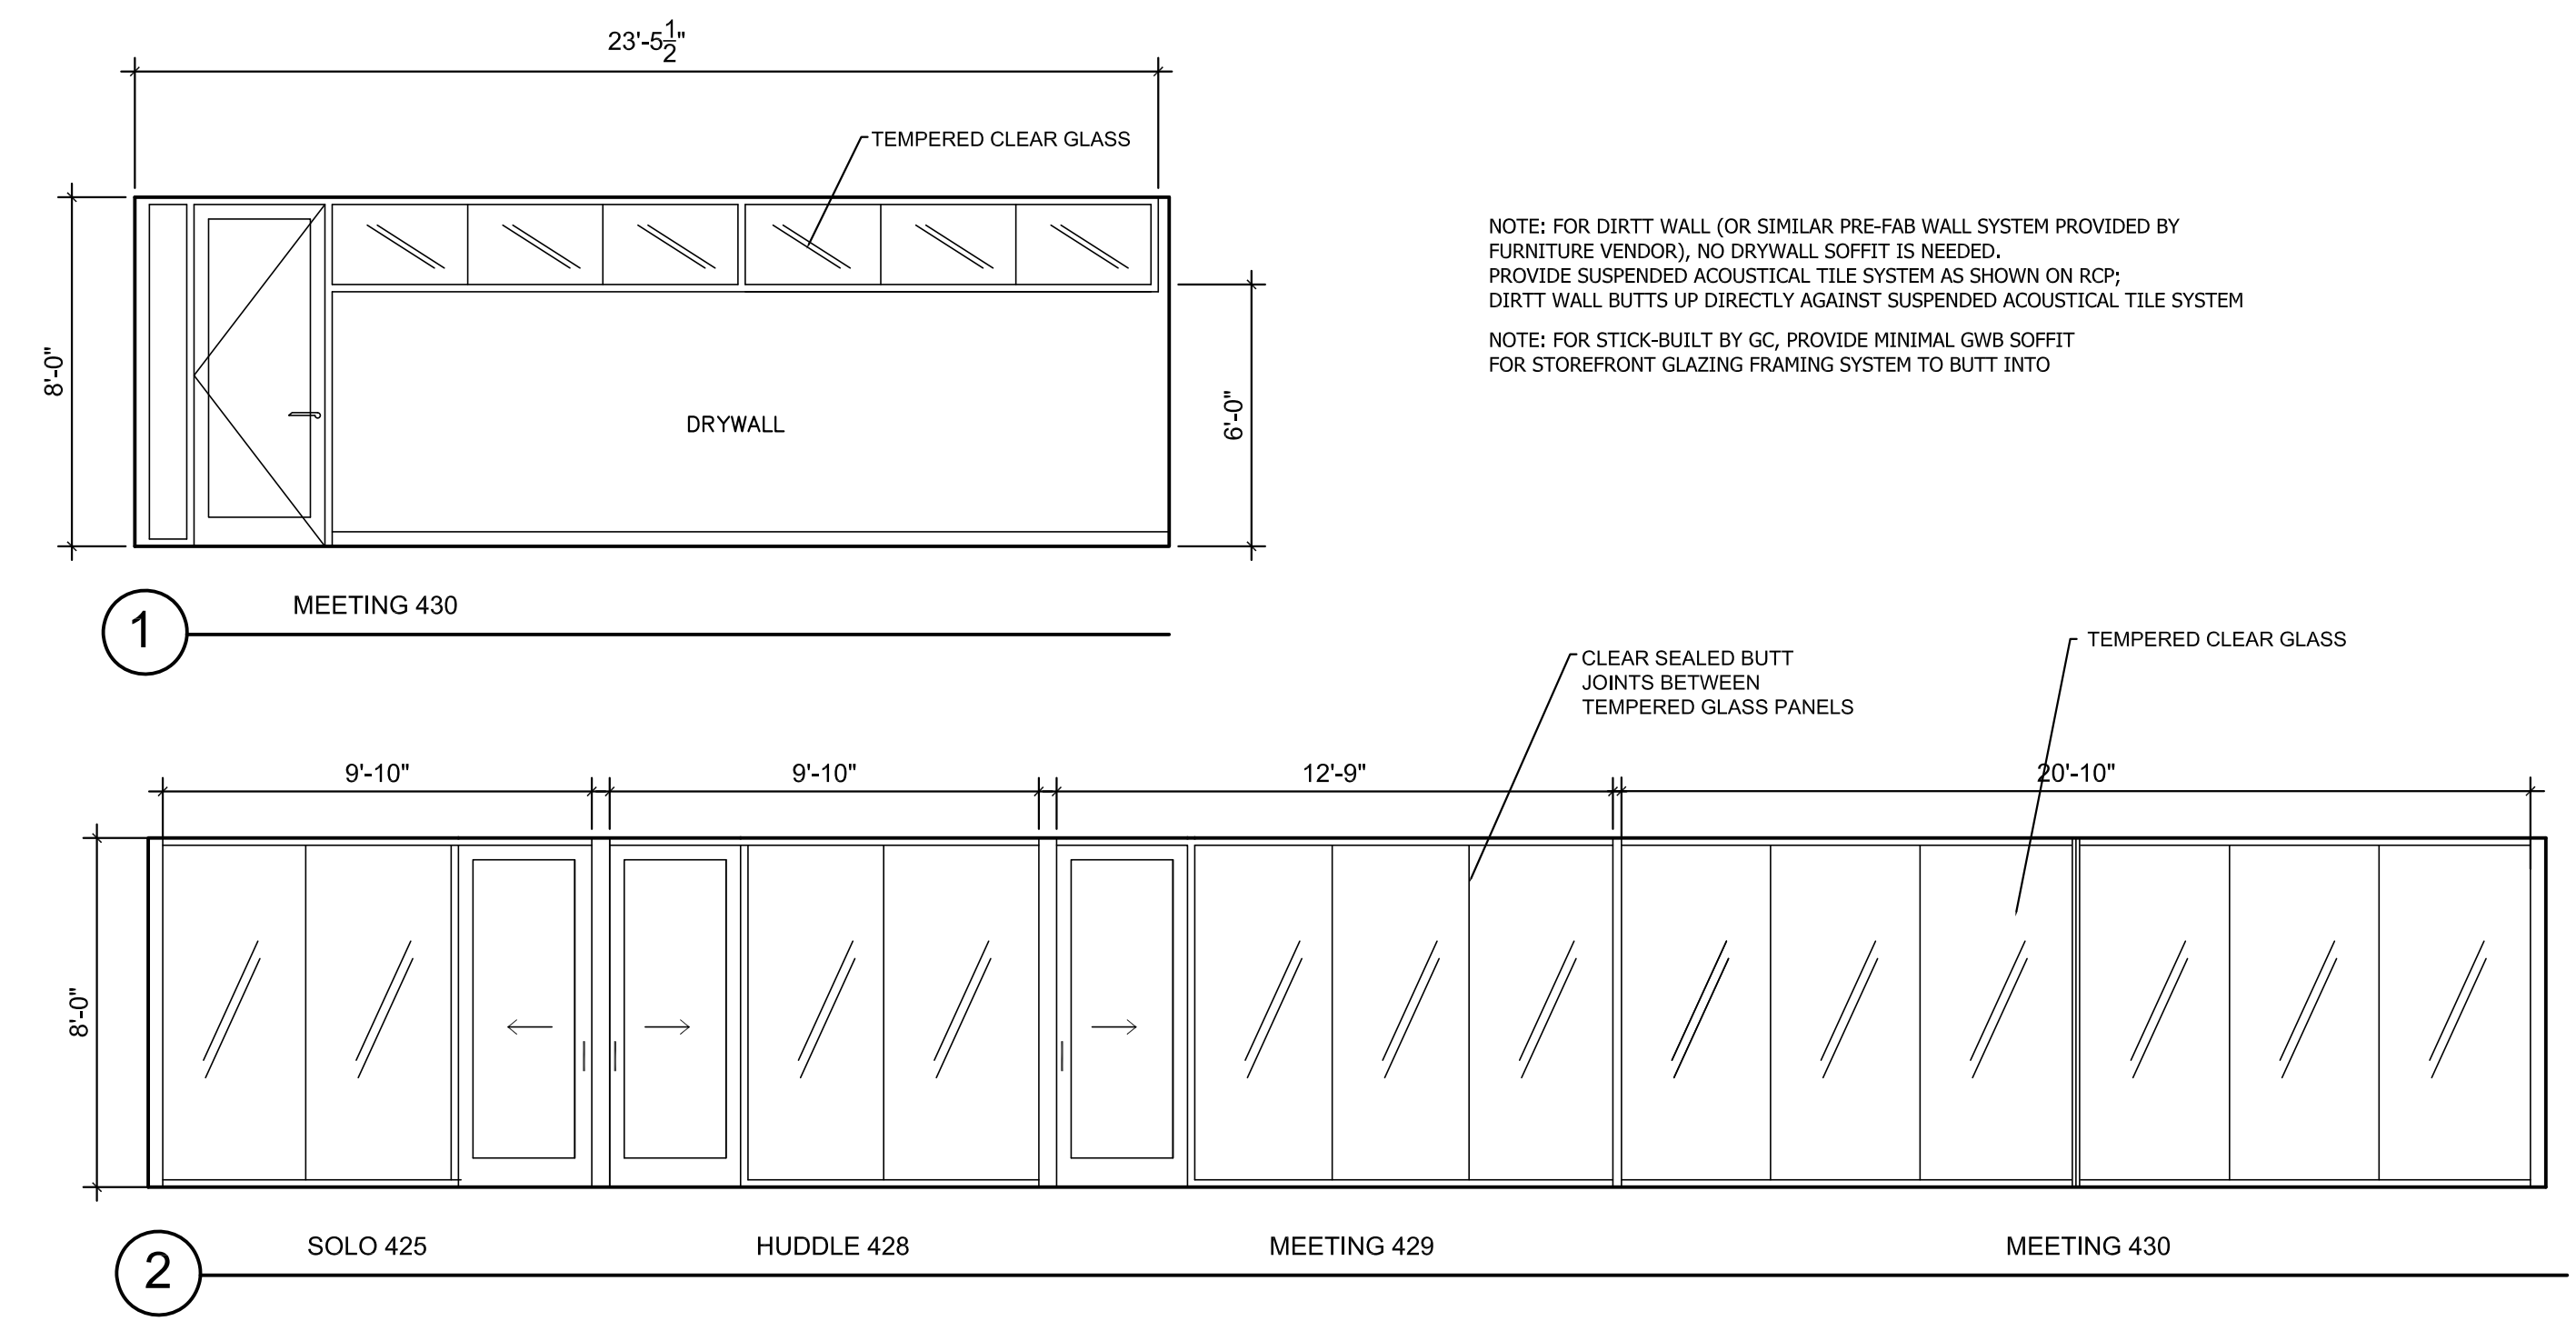 23'-5 1/2"
TEMPERED CLEAR GLASS
8'-0"
DRYWALL
6'-0"
NOTE: FOR DIRTT WALL (OR SIMILAR PRE-FAB WALL SYSTEM PROVIDED BY
FURNITURE VENDOR), NO DRYWALL SOFFIT IS NEEDED.
PROVIDE SUSPENDED ACOUSTICAL TILE SYSTEM AS SHOWN ON RCP;
DIRTT WALL BUTTS UP DIRECTLY AGAINST SUSPENDED ACOUSTICAL TILE SYSTEM
NOTE: FOR STICK-BUILT BY GC, PROVIDE MINIMAL GWB SOFFIT
FOR STOREFRONT GLAZING FRAMING SYSTEM TO BUTT INTO
1
MEETING 430
CLEAR SEALED BUTT
JOINTS BETWEEN
TEMPERED GLASS PANELS
TEMPERED CLEAR GLASS
9'-10"
9'-10"
12'-9"
20'-10"
8'-0"
2
SOLO 425
HUDDLE 428
MEETING 429
MEETING 430